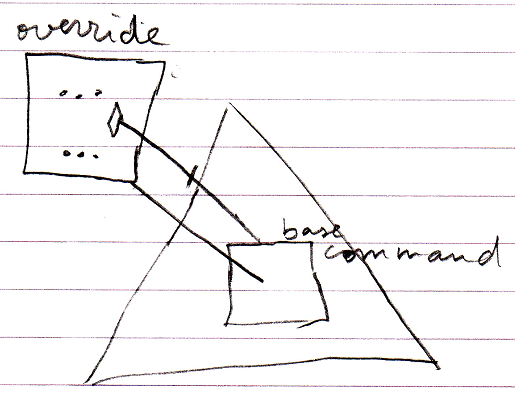 override
...
...
base
command